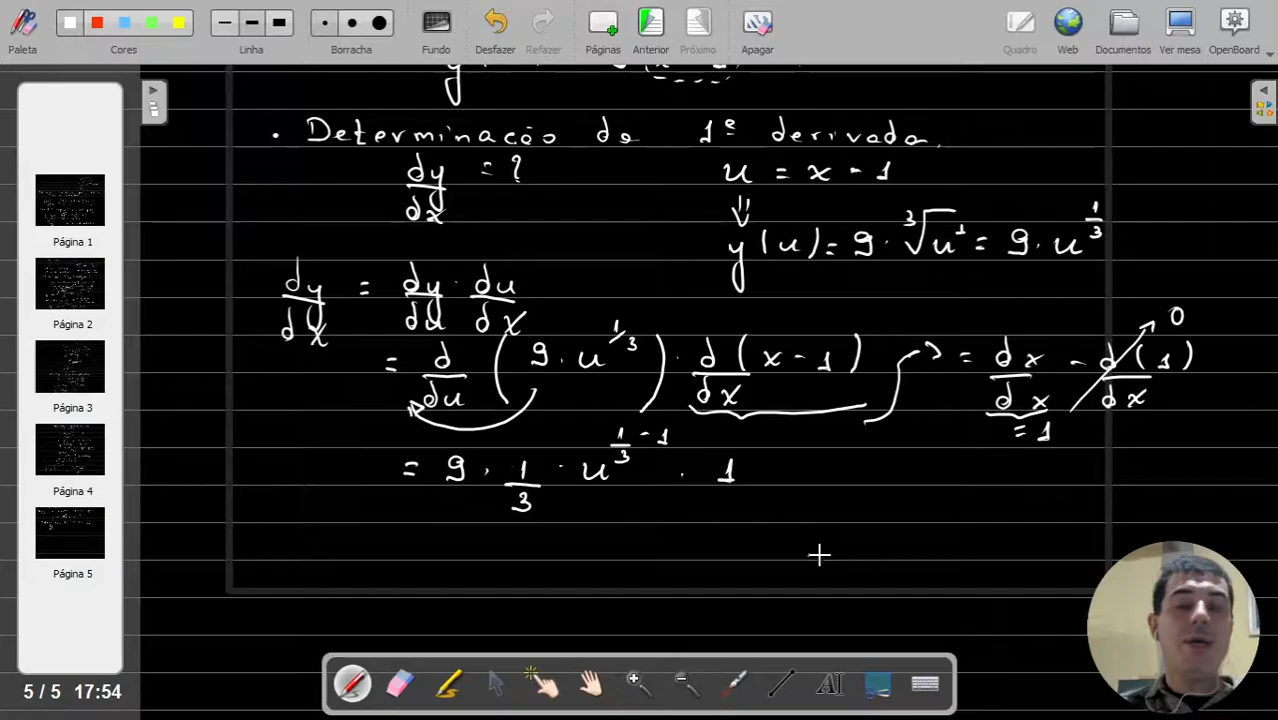 Paleta Cores Linha Borracha Fundo Desfazer Refazer Páginas Anterior Próximo Apagar Quadro Web Documentos Ver mesa OpenBoard
• Determinação da 1ª derivada.
dy/dx = ?
u = x - 1
⇓
y(u) = 9 · ³√u¹ = 9 · u^(1/3)
dy/dx = dy/du · du/dx
= d/du (9 · u^(1/3)) · d/dx (x - 1) → = dx/dx - d(1)/dx 0
= 1
= 9 · 1/3 · u^(1/3 - 1) · 1
Página 1
Página 2
Página 3
Página 4
Página 5
5 / 5 17:54